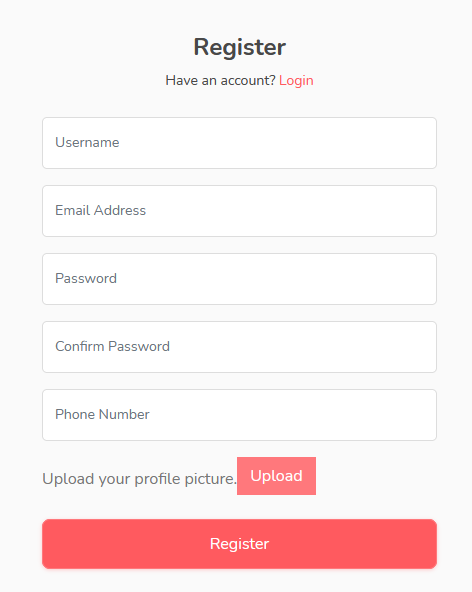 Register
Have an account? Login
Username
Email Address
Password
Confirm Password
Phone Number
Upload your profile picture. Upload
Register